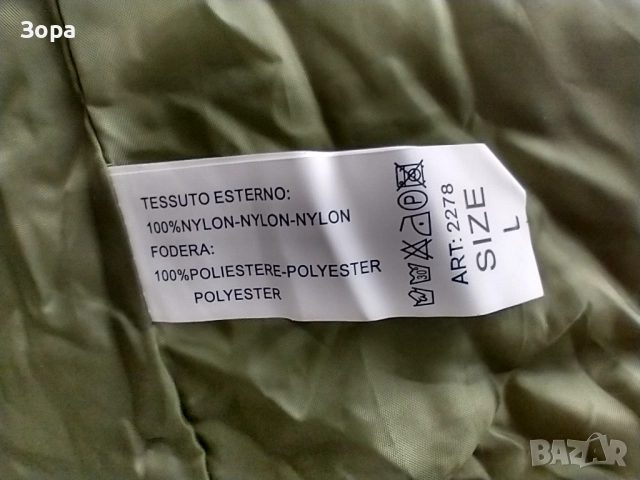 Зора
TESSUTO ESTERNO:
100%NYLON-NYLON-NYLON
FODERA:
100%POLIESTERE-POLYESTER
POLYESTER
ART: 2278
SIZE
L
BAZAR